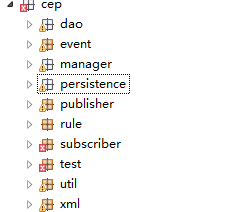 cep
dao
event
manager
persistence
publisher
rule
subscriber
test
util
xml